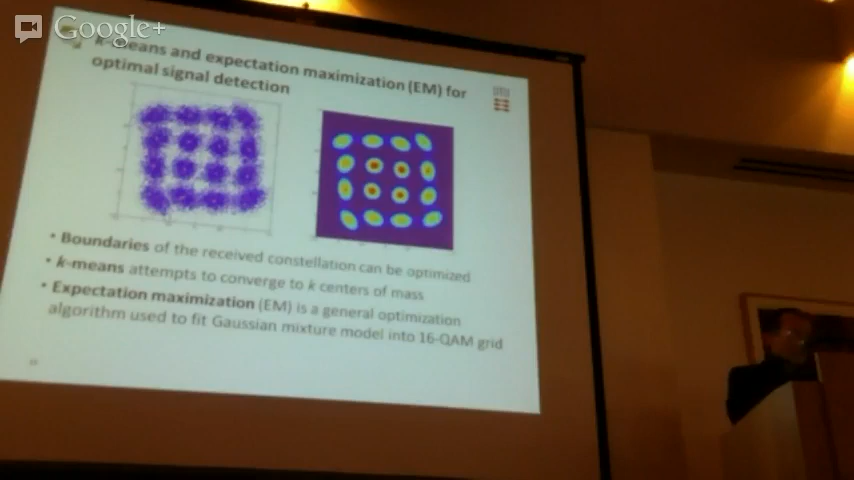 Google+
k-means and expectation maximization (EM) for
optimal signal detection
• Boundaries of the received constellation can be optimized
• k-means attempts to converge to k centers of mass
• Expectation maximization (EM) is a general optimization
algorithm used to fit Gaussian mixture model into 16-QAM grid